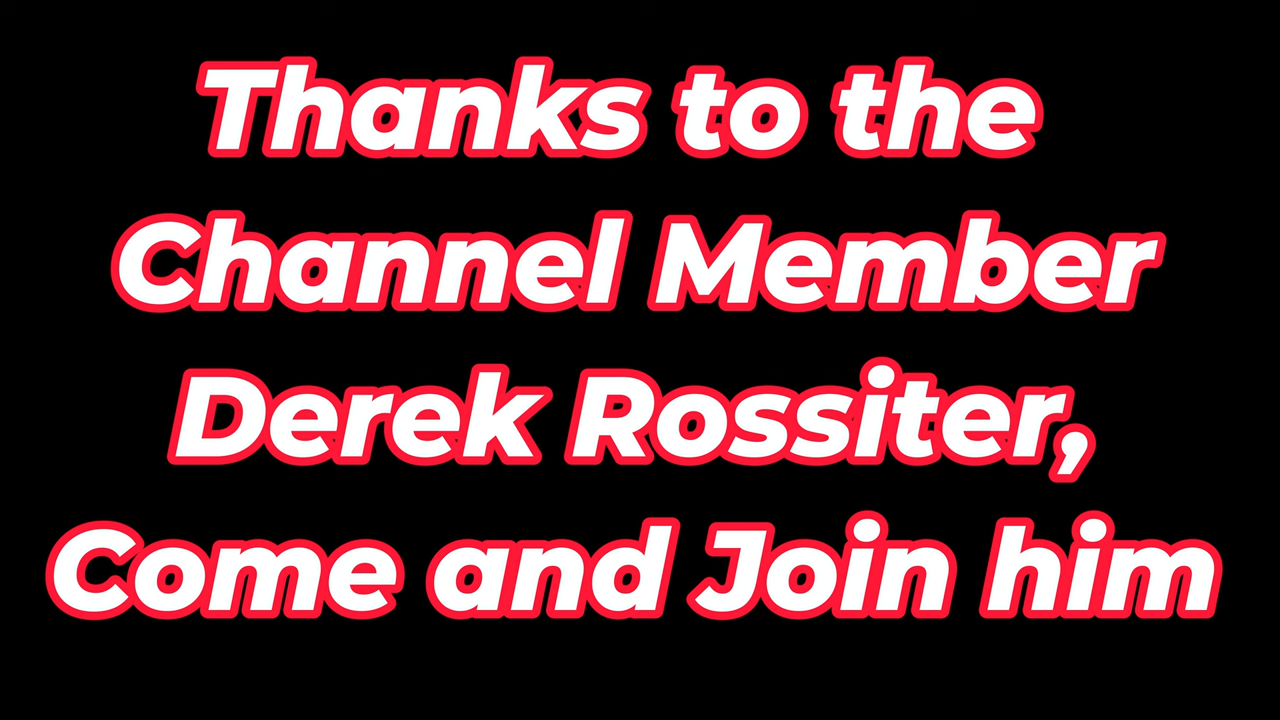 Thanks to the
Channel Member
Derek Rossiter,
Come and Join him